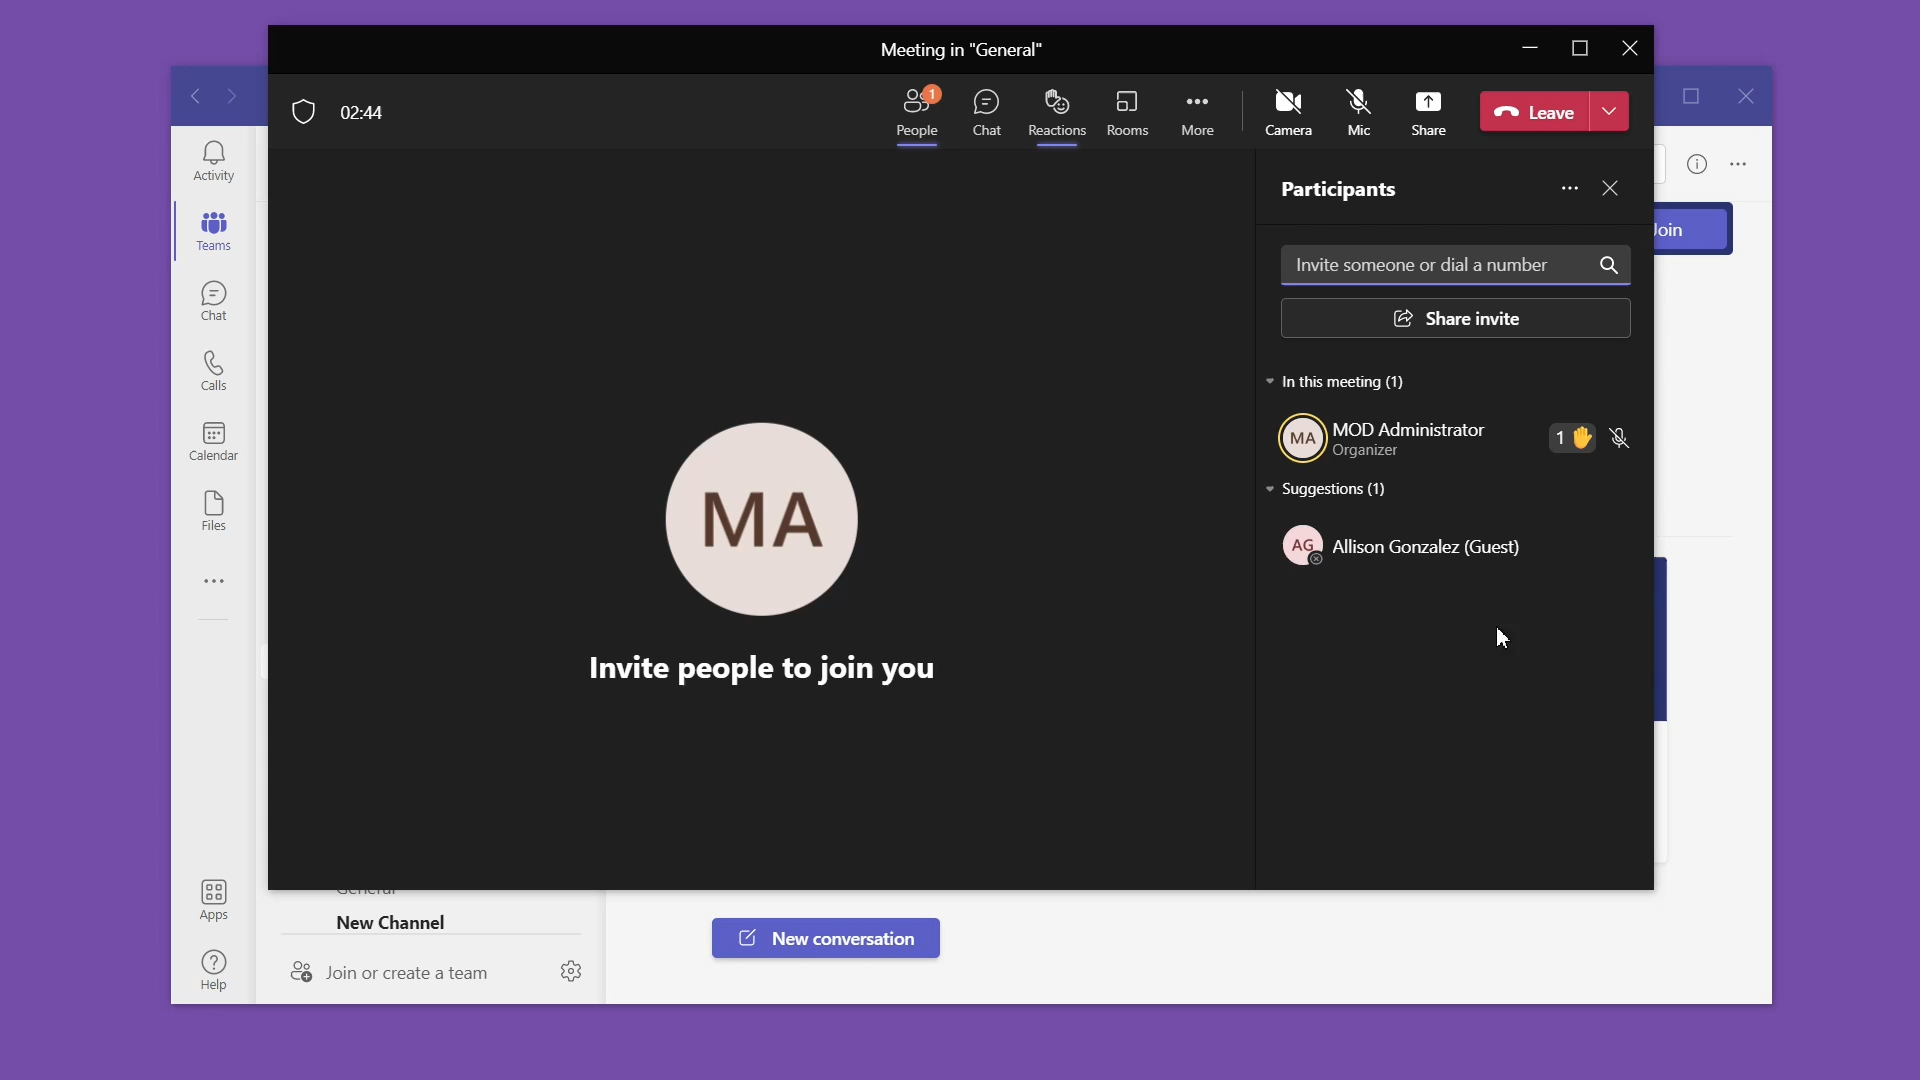 Meeting in "General"
02:44
1
People
Chat
Reactions
Rooms
More
Camera
Mic
Share
Leave
Activity
Teams
Chat
Calls
Calendar
Files
Apps
Help
Participants
Join
Invite someone or dial a number
Share invite
In this meeting (1)
MA
MOD Administrator
Organizer
1
Suggestions (1)
AG
Allison Gonzalez (Guest)
MA
Invite people to join you
General
New Channel
Join or create a team
New conversation